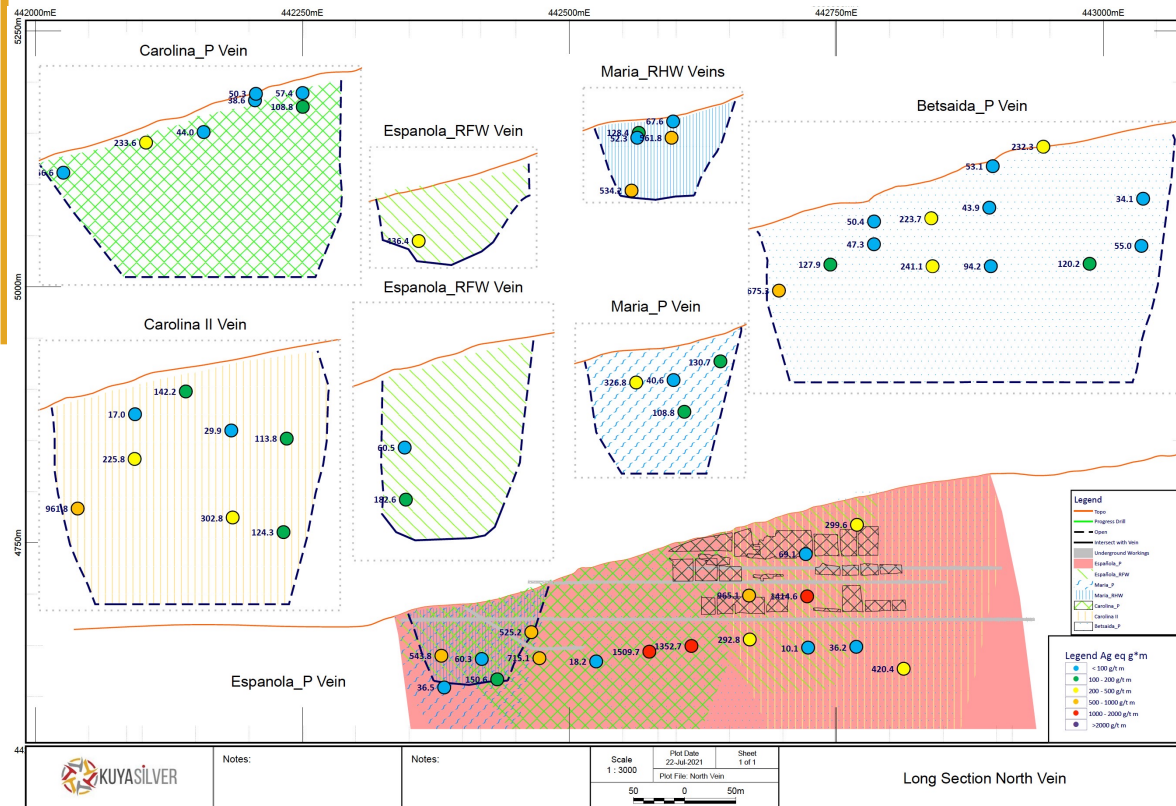 442000mE 442250mE 442500mE 442750mE 443000mE
5250m
Carolina_P Vein
50.3
38.6
57.4
108.8
44.0
233.6
Espanola_RFW Vein
Maria_RHW Veins
67.6
128.4
52.3
534.2
Betsaida_P Vein
232.3
53.1
34.1
43.9
50.4
223.7
47.3
55.0
127.9
241.1
94.2
120.2
5000m
Espanola_RFW Vein
60.5
182.6
Maria_P Vein
130.7
326.8
40.6
108.8
Carolina II Vein
142.2
17.0
29.9
113.8
225.8
961.8
302.8
124.3
4750m
Espanola_P Vein
299.6
69.1
965.1
1414.6
525.2
292.8
1352.7
1509.7
10.1
36.2
543.8
60.3
715.1
18.2
420.4
150.6
36.5
Legend
Topo
Progress Drill
Open
Intersect with Vein
Underground Workings
Española_P
Española_RFW
Maria_P
Maria_RHW
Carolina_P
Carolina II
Betsaida_P
Legend Ag eq g*m
< 100 g/t m
100 - 200 g/t m
200 - 500 g/t m
500 - 1000 g/t m
1000 - 2000 g/t m
>2000 g/t m
KUYASILVER
Notes:
Notes:
Scale
1 : 3000
Plot Date
22-Jul-2021
Sheet
1 of 1
Plot File: North Vein
50 0 50m
Long Section North Vein